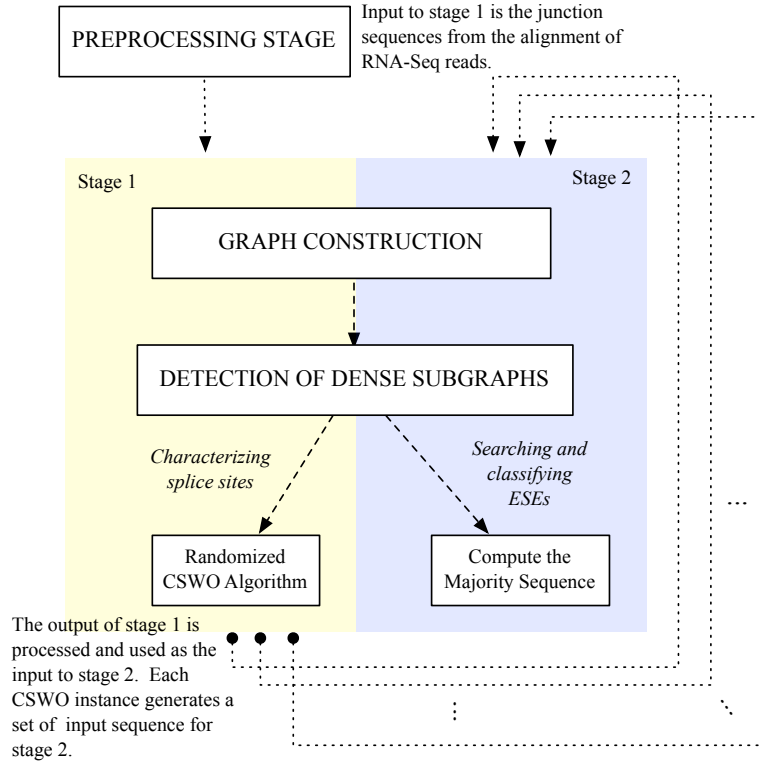 PREPROCESSING STAGE
Input to stage 1 is the junction
sequences from the alignment of
RNA-Seq reads.
Stage 1
Stage 2
GRAPH CONSTRUCTION
DETECTION OF DENSE SUBGRAPHS
Characterizing
splice sites
Searching and
classifying
ESEs
...
Randomized
CSWO Algorithm
Compute the
Majority Sequence
The output of stage 1 is
processed and used as the
input to stage 2. Each
CSWO instance generates a
set of input sequence for
stage 2.